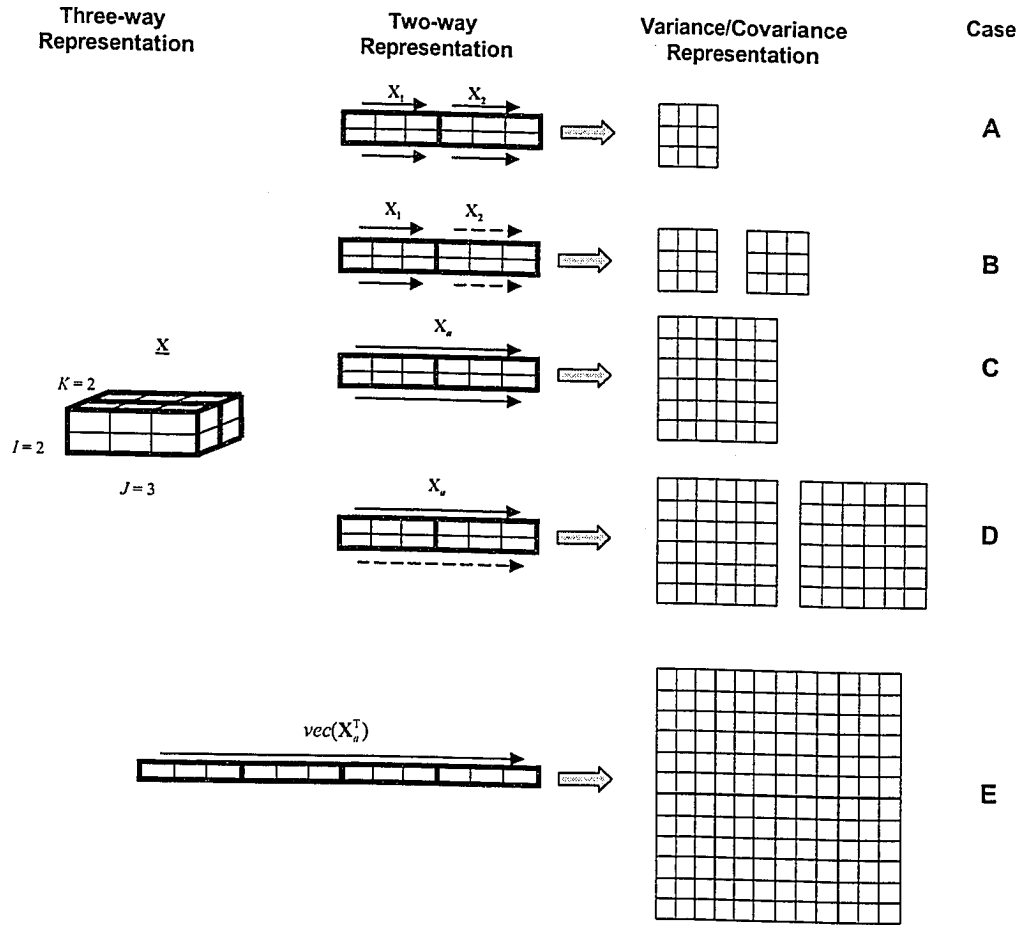 Three-way
Representation
Two-way
Representation
Variance/Covariance
Representation
Case
X₁ X₂
A
X₁ X₂
B
Xₐ
C
X
K = 2
I = 2
J = 3
Xₐ
D
vec(Xₐᵀ)
E